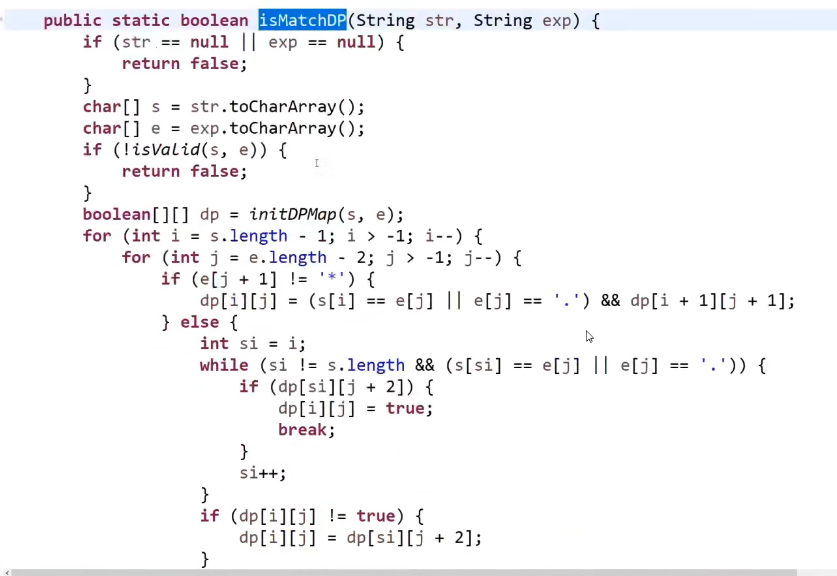 public static boolean isMatchDP(String str, String exp) {
if (str == null || exp == null) {
return false;
}
char[] s = str.toCharArray();
char[] e = exp.toCharArray();
if (!isValid(s, e)) {
return false;
}
boolean[][] dp = initDPMap(s, e);
for (int i = s.length - 1; i > -1; i--) {
for (int j = e.length - 2; j > -1; j--) {
if (e[j + 1] != '*') {
dp[i][j] = (s[i] == e[j] || e[j] == '.') && dp[i + 1][j + 1];
} else {
int si = i;
while (si != s.length && (s[si] == e[j] || e[j] == '.')) {
if (dp[si][j + 2]) {
dp[i][j] = true;
break;
}
si++;
}
if (dp[i][j] != true) {
dp[i][j] = dp[si][j + 2];
}